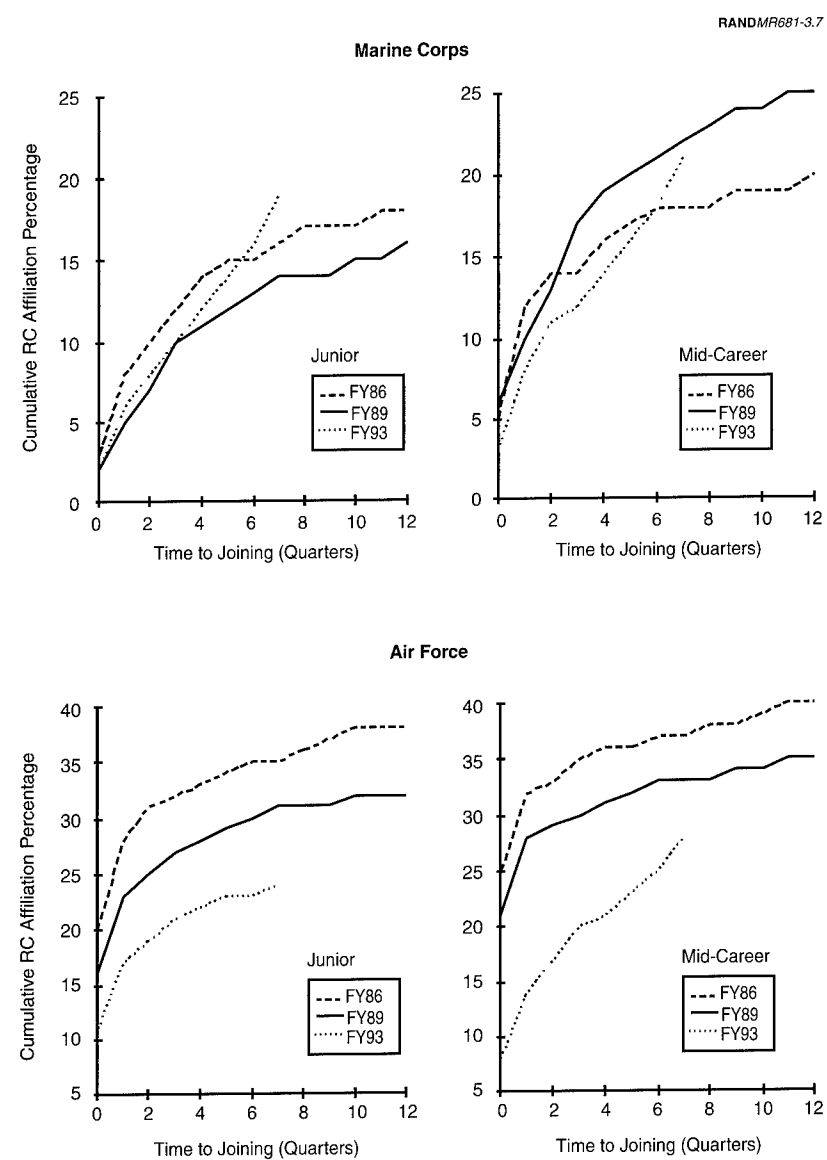 RANDMR681-3.7
Marine Corps
Cumulative RC Affiliation Percentage
25
20
15
10
5
0
0 2 4 6 8 10 12
Time to Joining (Quarters)
Junior
FY86
FY89
FY93
25
20
15
10
5
0
0 2 4 6 8 10 12
Time to Joining (Quarters)
Mid-Career
FY86
FY89
FY93
Air Force
Cumulative RC Affiliation Percentage
40
35
30
25
20
15
10
5
0 2 4 6 8 10 12
Time to Joining (Quarters)
Junior
FY86
FY89
FY93
40
35
30
25
20
15
10
5
0 2 4 6 8 10 12
Time to Joining (Quarters)
Mid-Career
FY86
FY89
FY93